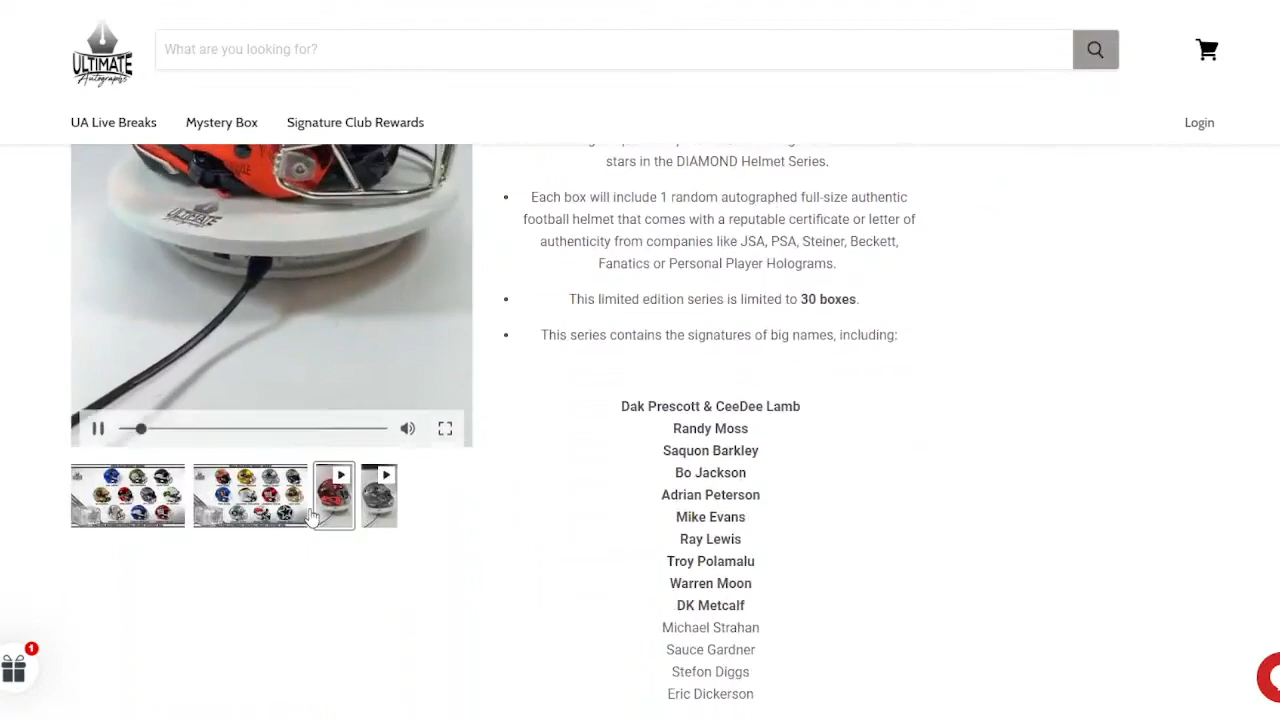 ULTIMATE
Autographs
What are you looking for?
UA Live Breaks
Mystery Box
Signature Club Rewards
Login
stars in the DIAMOND Helmet Series.
• Each box will include 1 random autographed full-size authentic
football helmet that comes with a reputable certificate or letter of
authenticity from companies like JSA, PSA, Steiner, Beckett,
Fanatics or Personal Player Holograms.
• This limited edition series is limited to 30 boxes.
• This series contains the signatures of big names, including:
Dak Prescott & CeeDee Lamb
Randy Moss
Saquon Barkley
Bo Jackson
Adrian Peterson
Mike Evans
Ray Lewis
Troy Polamalu
Warren Moon
DK Metcalf
Michael Strahan
Sauce Gardner
Stefon Diggs
Eric Dickerson
ULTIMATE
1